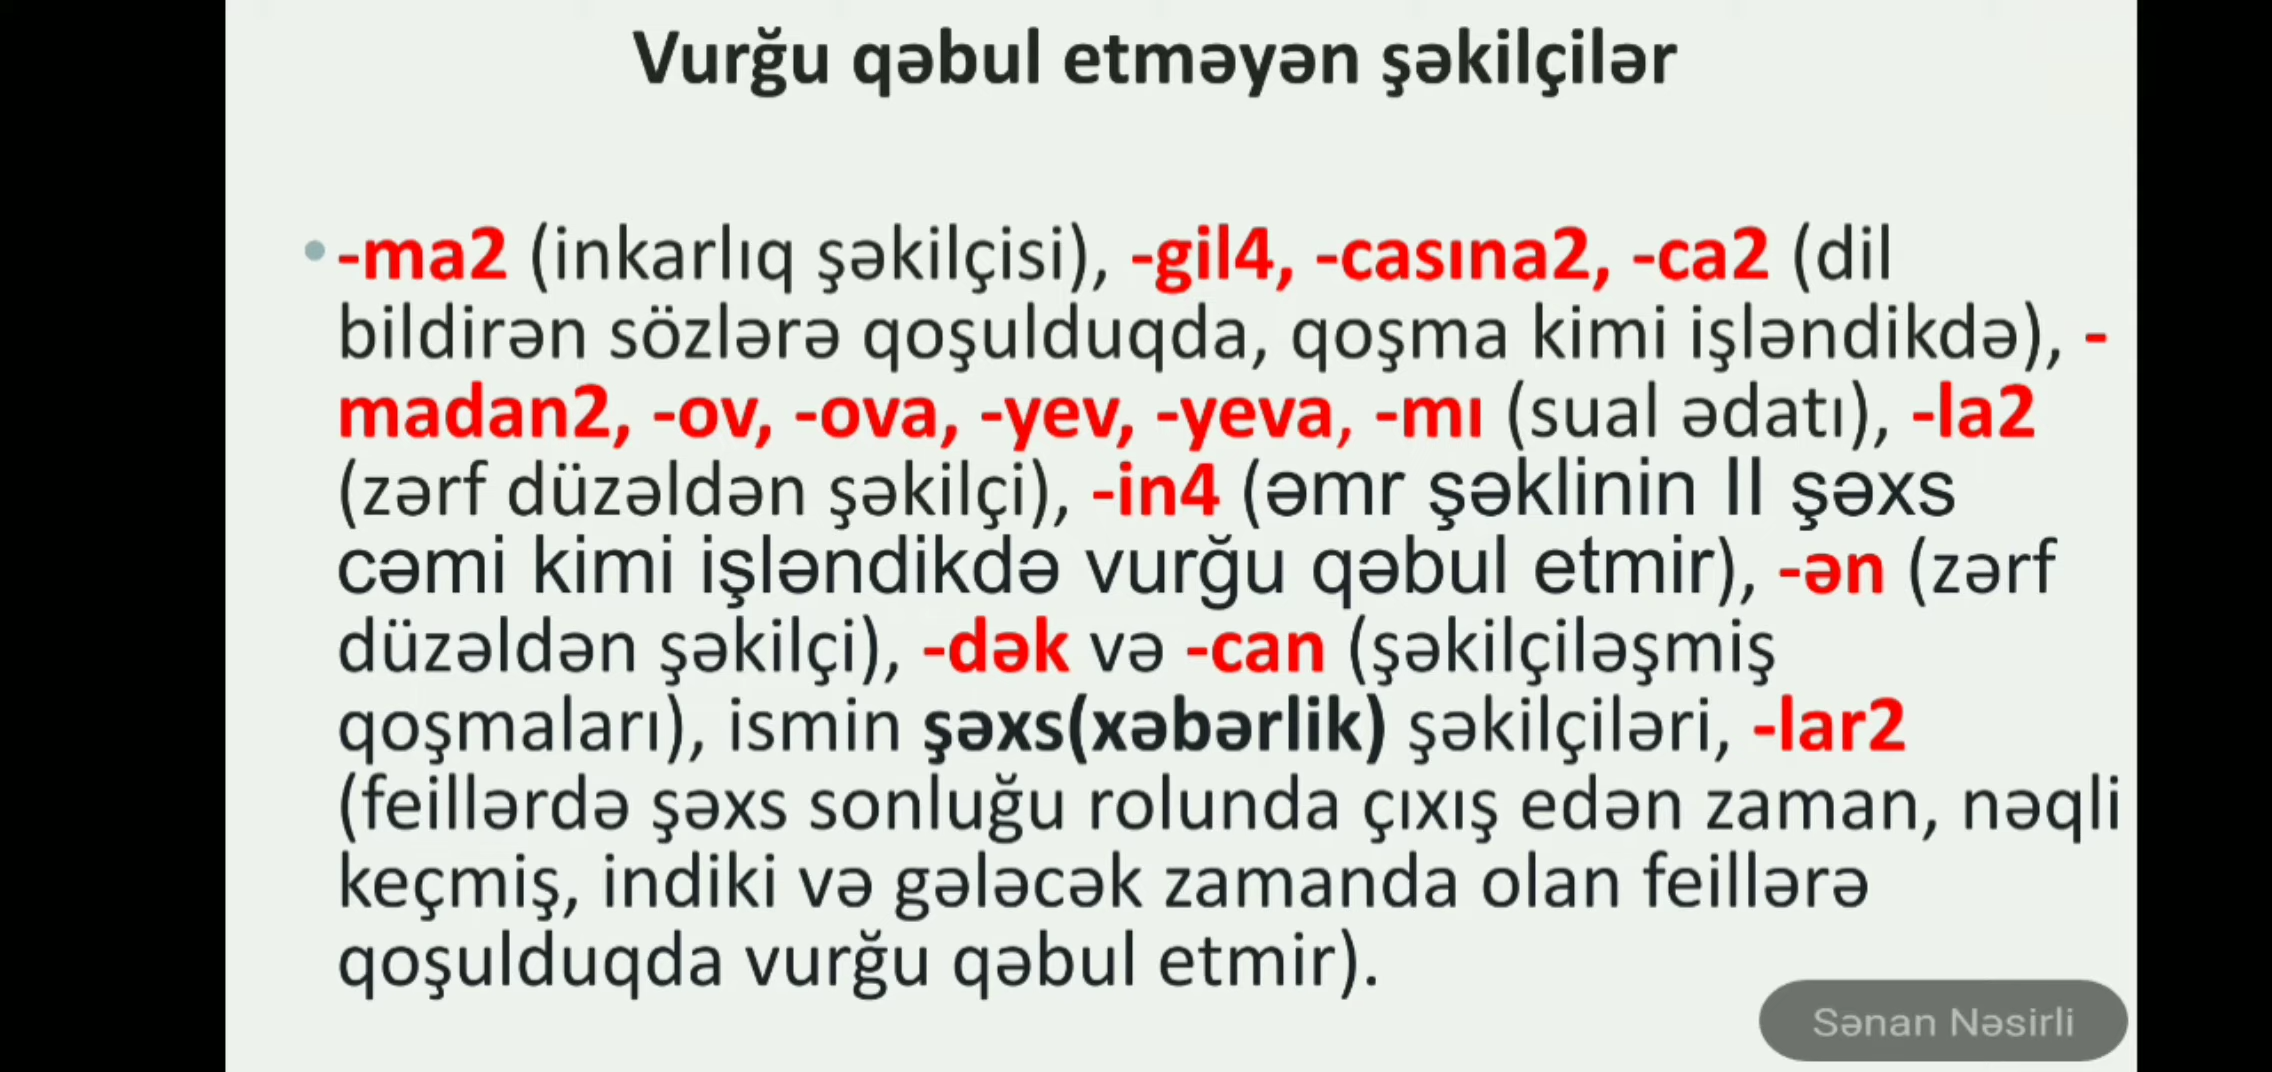 Vurğu qəbul etməyən şəkilçilər
• -ma2 (inkarlıq şəkilçisi), -gil4, -casına2, -ca2 (dil
bildirən sözlərə qoşulduqda, qoşma kimi işləndikdə), -
madan2, -ov, -ova, -yev, -yeva, -mı (sual ədatı), -la2
(zərf düzəldən şəkilçi), -in4 (əmr şəklinin II şəxs
cəmi kimi işləndikdə vurğu qəbul etmir), -ən (zərf
düzəldən şəkilçi), -dək və -can (şəkilçiləşmiş
qoşmaları), ismin şəxs(xəbərlik) şəkilçiləri, -lar2
(feillərdə şəxs sonluğu rolunda çıxış edən zaman, nəqli
keçmiş, indiki və gələcək zamanda olan feillərə
qoşulduqda vurğu qəbul etmir).
Sənan Nəsirli